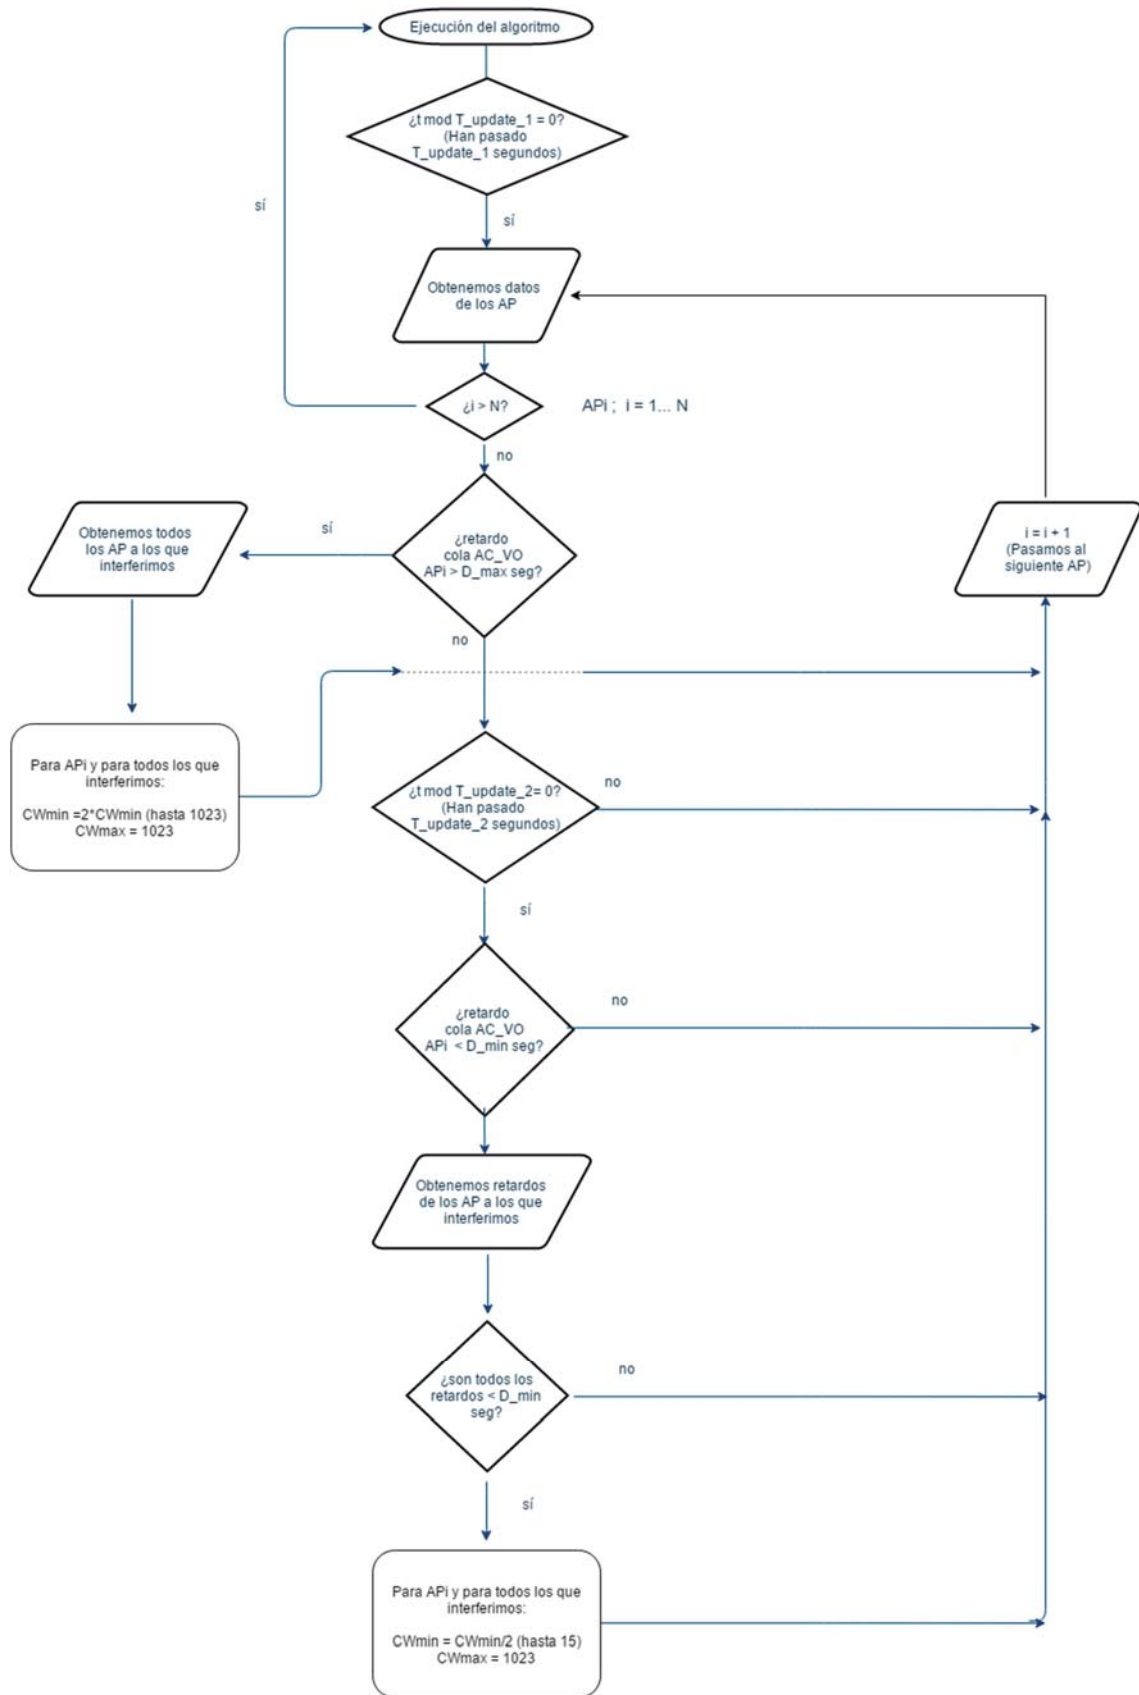 Ejecución del algoritmo
¿t mod T_update_1 = 0?
(Han pasado
T_update_1 segundos)
sí
sí
Obtenemos datos
de los AP
¿i > N?
APi ;  i = 1... N
no
Obtenemos todos
los AP a los que
interferimos
sí
¿retardo
cola AC_VO
APi > D_max seg?
i = i + 1
(Pasamos al
siguiente AP)
no
Para APi y para todos los que
interferimos:
CWmin =2*CWmin (hasta 1023)
CWmax = 1023
¿t mod T_update_2= 0?
(Han pasado
T_update_2 segundos)
no
sí
¿retardo
cola AC_VO
APi  < D_min seg?
no
Obtenemos retardos
de los AP a los que
interferimos
¿son todos los
retardos < D_min
seg?
no
sí
Para APi y para todos los que
interferimos:
CWmin = CWmin/2 (hasta 15)
CWmax = 1023